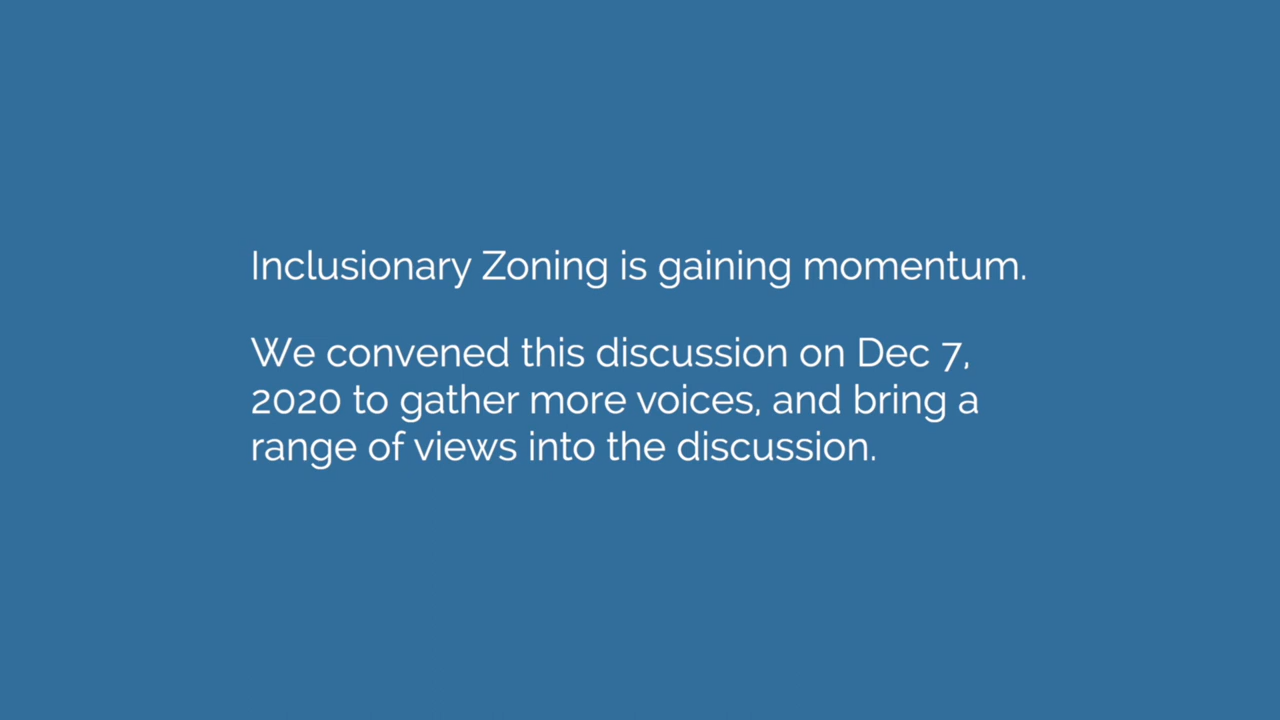 Inclusionary Zoning is gaining momentum.
We convened this discussion on Dec 7,
2020 to gather more voices, and bring a
range of views into the discussion.